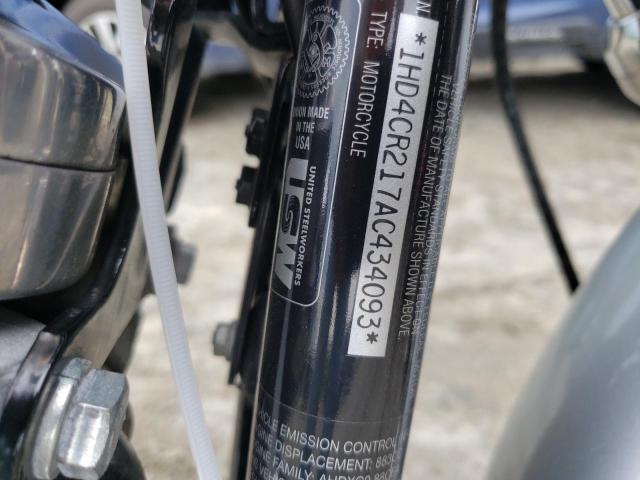 *1HD4CR217AC434093*
TYPE MOTORCYCLE
THE DATE OF MANUFACTURE SHOWN ABOVE.
UNION MADE
IN THE
USA
USW
UNITED STEELWORKERS
EMISSION CONTROL
DISPLACEMENT: 883
FAMILY: